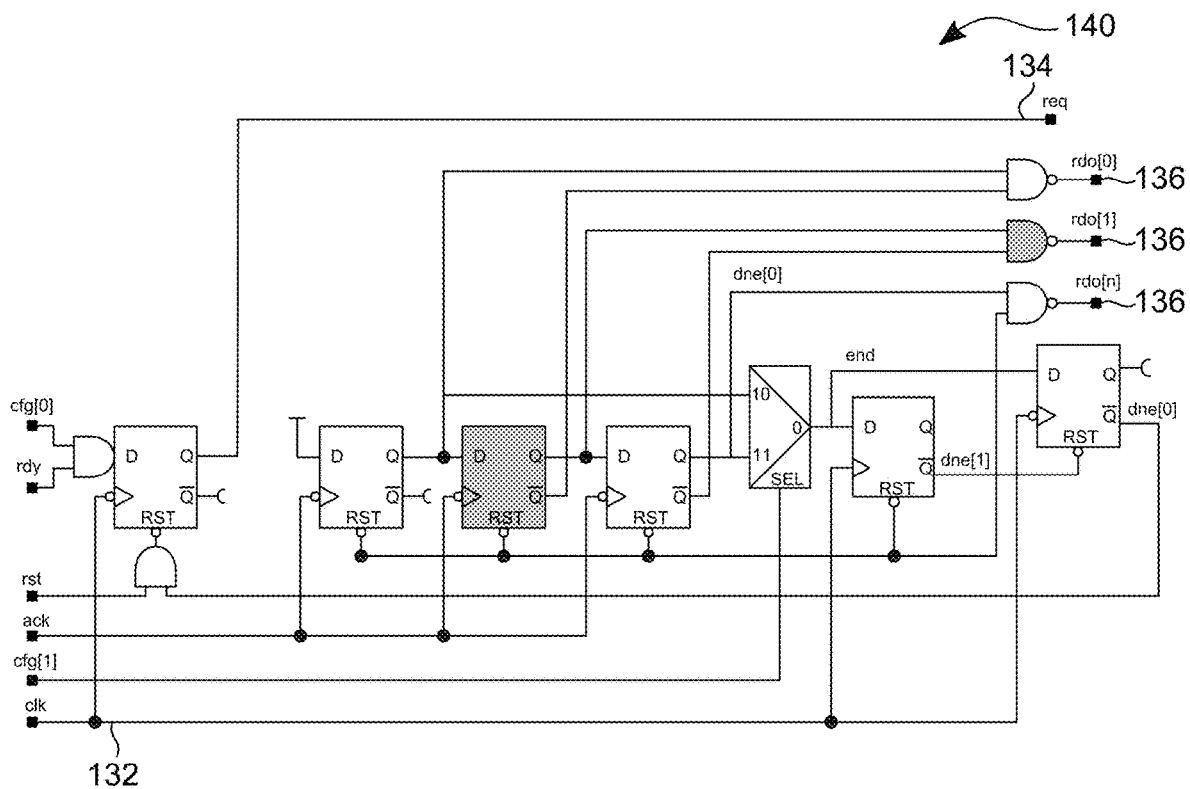 140
134
req
rdo[0]
136
rdo[1]
136
dne[0]
rdo[n]
136
end
D Q
Q
RST
dne[0]
10
11
0
SEL
D Q
Q
RST
dne[1]
cfg[0]
rdy
D Q
Q
RST
D Q
Q
RST
D Q
Q
RST
D Q
Q
RST
rst
ack
cfg[1]
clk
132